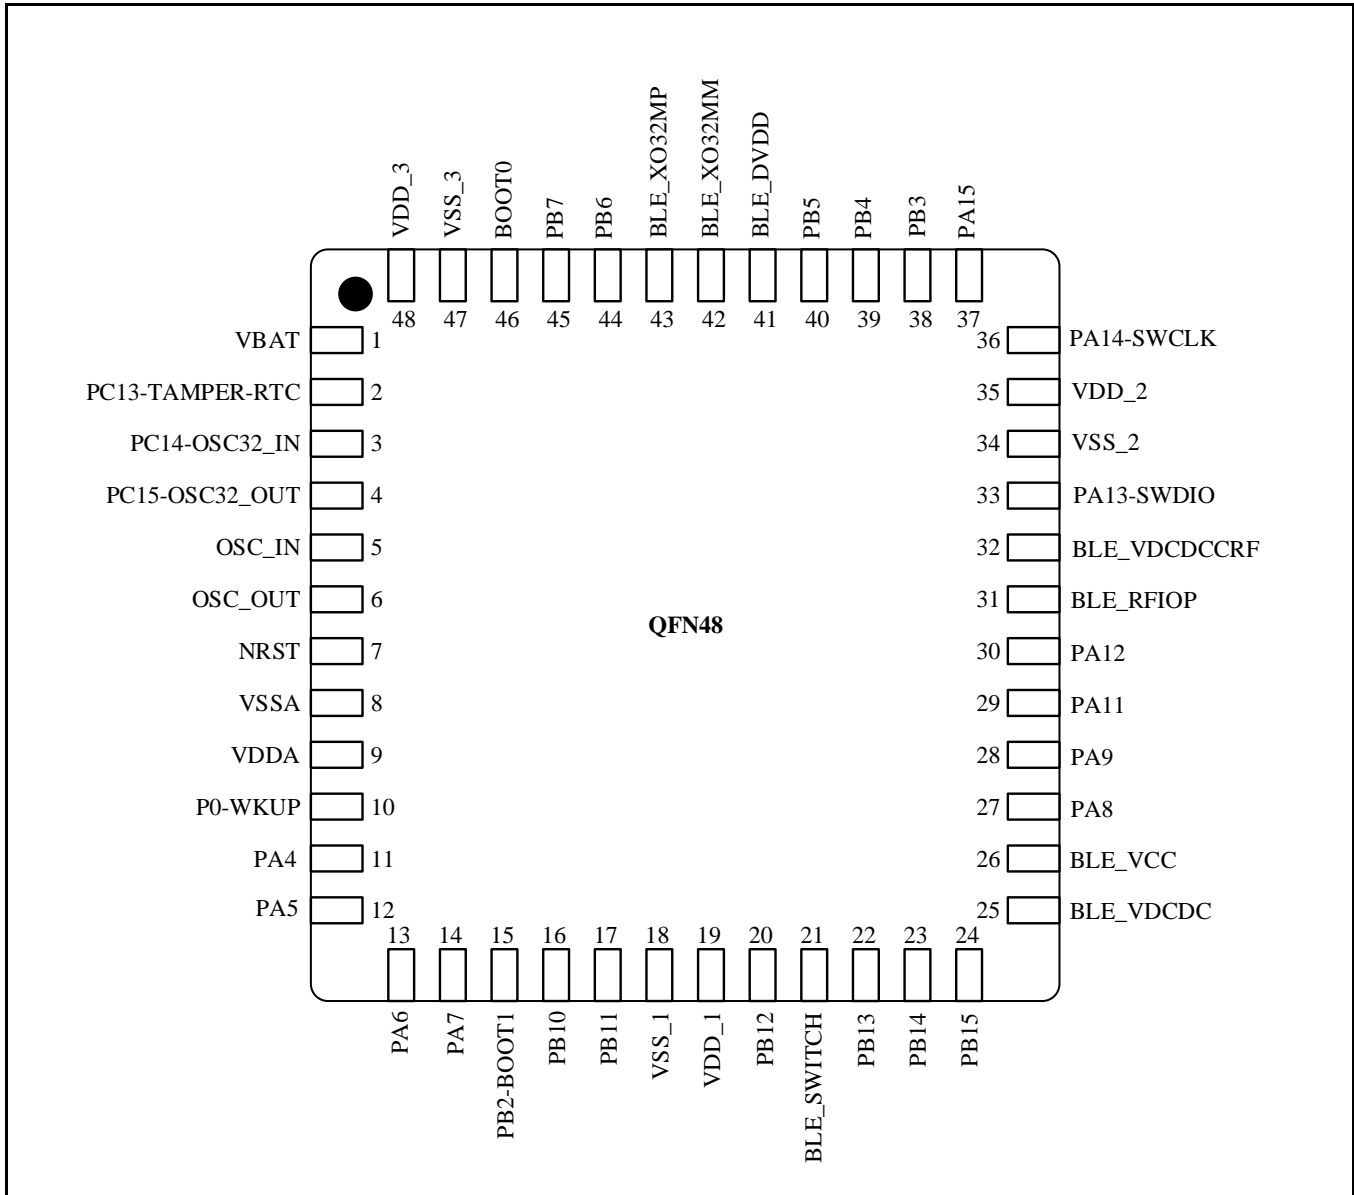 VDD_3
VSS_3
BOOT0
PB7
PB6
BLE_XO32MP
BLE_XO32MM
BLE_DVDD
PB5
PB4
PB3
PA15
48 47 46 45 44 43 42 41 40 39 38 37
VBAT 1
PC13-TAMPER-RTC 2
PC14-OSC32_IN 3
PC15-OSC32_OUT 4
OSC_IN 5
OSC_OUT 6
NRST 7
VSSA 8
VDDA 9
P0-WKUP 10
PA4 11
PA5 12
QFN48
36 PA14-SWCLK
35 VDD_2
34 VSS_2
33 PA13-SWDIO
32 BLE_VDCDCCRF
31 BLE_RFIOP
30 PA12
29 PA11
28 PA9
27 PA8
26 BLE_VCC
25 BLE_VDCDC
13 14 15 16 17 18 19 20 21 22 23 24
PA6
PA7
PB2-BOOT1
PB10
PB11
VSS_1
VDD_1
PB12
BLE_SWITCH
PB13
PB14
PB15